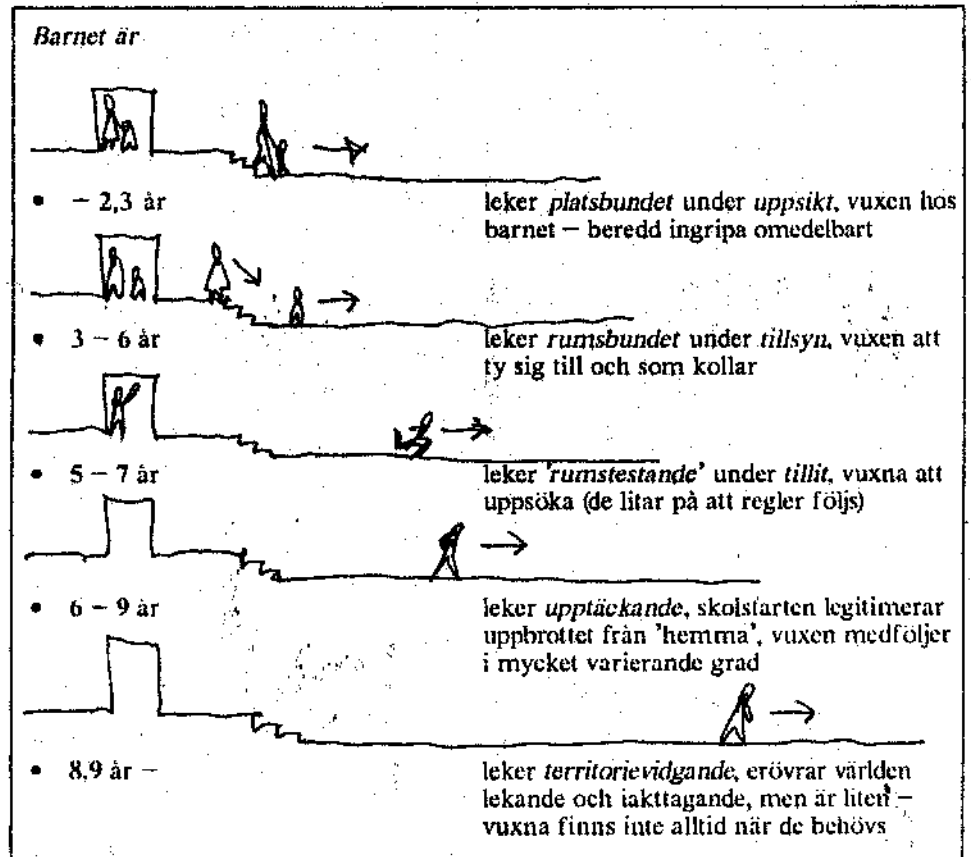 Barnet är
• – 2,3 år
leker platsbundet under uppsikt, vuxen hos
barnet – beredd ingripa omedelbart
• 3 – 6 år
leker rumsbundet under tillsyn, vuxen att
ty sig till och som kollar
• 5 – 7 år
leker 'rumstestande' under tillit, vuxna att
uppsöka (de litar på att regler följs)
• 6 – 9 år
leker upptäckande, skolstarten legitimerar
uppbrottet från 'hemma', vuxen medföljer
i mycket varierande grad
• 8,9 år –
leker territorievidgande, erövrar världen
lekande och iakttagande, men är liten –
vuxna finns inte alltid när de behövs